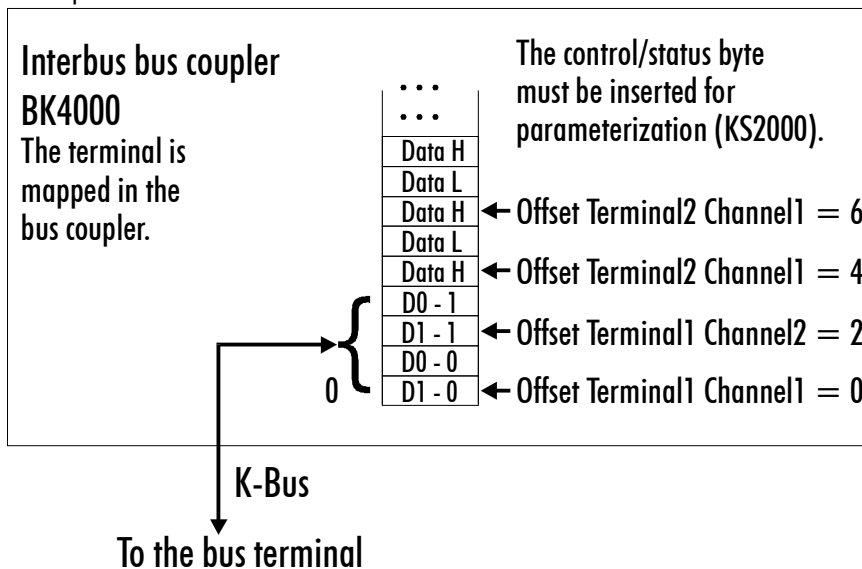 Interbus bus coupler
BK4000
The terminal is
mapped in the
bus coupler.
The control/status byte
must be inserted for
parameterization (KS2000).
...
...
Data H
Data L
Data H ← Offset Terminal2 Channel1 = 6
Data L
Data H ← Offset Terminal2 Channel1 = 4
D0 - 1
D1 - 1 ← Offset Terminal1 Channel2 = 2
D0 - 0
0 D1 - 0 ← Offset Terminal1 Channel1 = 0
K-Bus
To the bus terminal